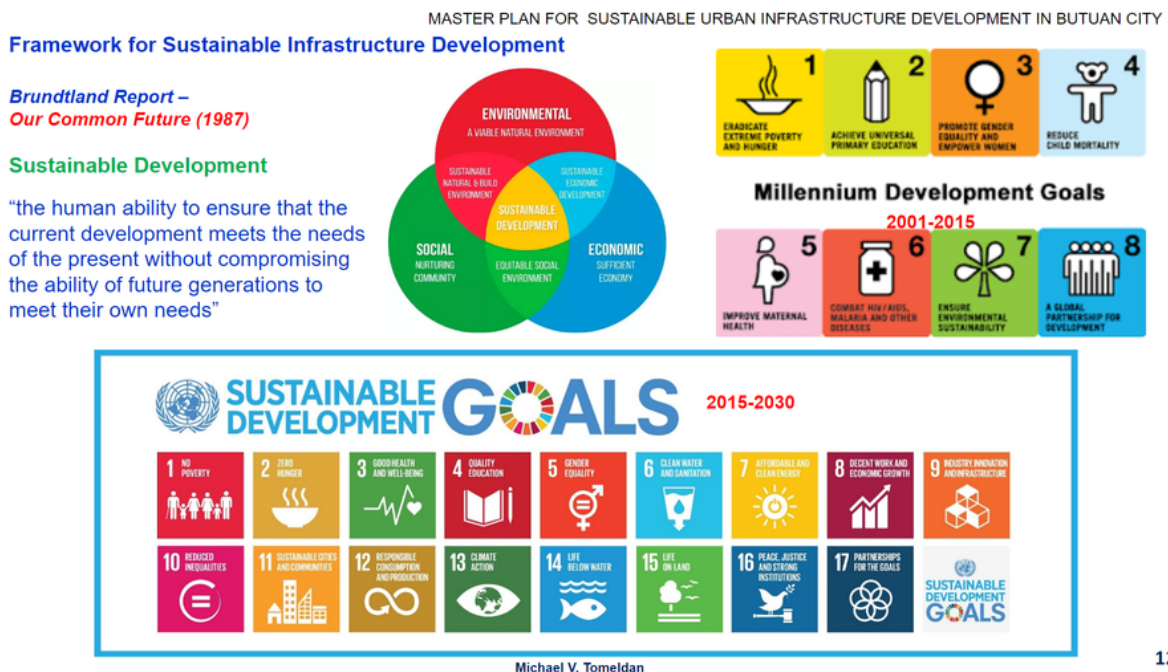 MASTER PLAN FOR SUSTAINABLE URBAN INFRASTRUCTURE DEVELOPMENT IN BUTUAN CITY
Framework for Sustainable Infrastructure Development
Brundtland Report –
Our Common Future (1987)
Sustainable Development
“the human ability to ensure that the
current development meets the needs
of the present without compromising
the ability of future generations to
meet their own needs”
ENVIRONMENTAL
A VIABLE NATURAL ENVIRONMENT
SUSTAINABLE
NATURAL & BUILD
ENVIRONMENT
SUSTAINABLE
ECONOMIC
DEVELOPMENT
SUSTAINABLE
DEVELOPMENT
SOCIAL
NURTURING
COMMUNITY
EQUITABLE SOCIAL
ENVIRONMENT
ECONOMIC
SUFFICIENT
ECONOMY
1
ERADICATE
EXTREME POVERTY
AND HUNGER
2
ACHIEVE UNIVERSAL
PRIMARY EDUCATION
3
PROMOTE GENDER
EQUALITY AND
EMPOWER WOMEN
4
REDUCE
CHILD MORTALITY
Millennium Development Goals
2001-2015
5
IMPROVE MATERNAL
HEALTH
6
COMBAT HIV/AIDS,
MALARIA AND OTHER
DISEASES
7
ENSURE
ENVIRONMENTAL
SUSTAINABILITY
8
A GLOBAL
PARTNERSHIP FOR
DEVELOPMENT
SUSTAINABLE
DEVELOPMENT
GOALS
2015-2030
1 NO
POVERTY
2 ZERO
HUNGER
3 GOOD HEALTH
AND WELL-BEING
4 QUALITY
EDUCATION
5 GENDER
EQUALITY
6 CLEAN WATER
AND SANITATION
7 AFFORDABLE AND
CLEAN ENERGY
8 DECENT WORK AND
ECONOMIC GROWTH
9 INDUSTRY, INNOVATION
AND INFRASTRUCTURE
10 REDUCED
INEQUALITIES
11 SUSTAINABLE CITIES
AND COMMUNITIES
12 RESPONSIBLE
CONSUMPTION
AND PRODUCTION
13 CLIMATE
ACTION
14 LIFE
BELOW WATER
15 LIFE
ON LAND
16 PEACE, JUSTICE
AND STRONG
INSTITUTIONS
17 PARTNERSHIPS
FOR THE GOALS
SUSTAINABLE
DEVELOPMENT
GOALS
Michael V. Tomeldan